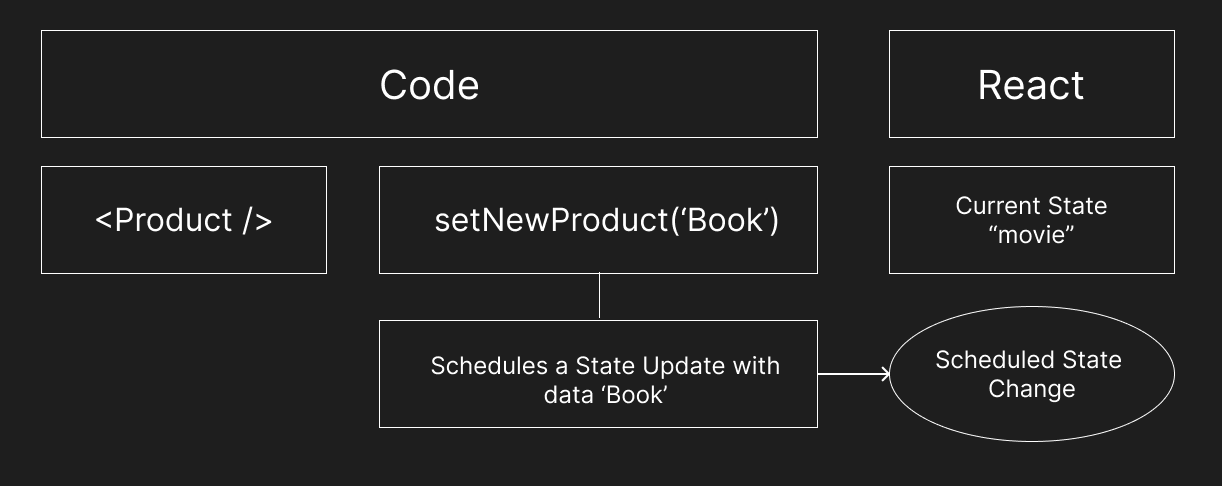 Code
React
<Product />
setNewProduct(‘Book’)
Current State
“movie”
Schedules a State Update with
data ‘Book’
Scheduled State
Change